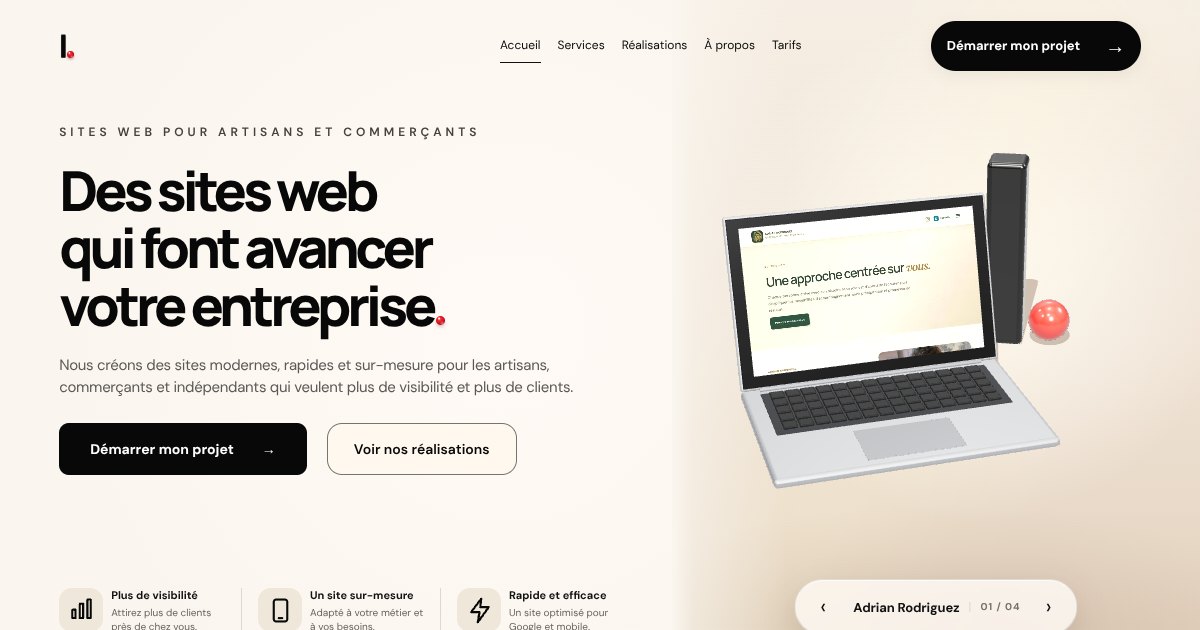 l.
Accueil Services Réalisations À propos Tarifs
Démarrer mon projet →
SITES WEB POUR ARTISANS ET COMMERÇANTS
Des sites web
qui font avancer
votre entreprise.
Nous créons des sites modernes, rapides et sur-mesure pour les artisans,
commerçants et indépendants qui veulent plus de visibilité et plus de clients.
Démarrer mon projet →
Voir nos réalisations
Une approche centrée sur vous.
Plus de visibilité
Attirez plus de clients
près de chez vous.
Un site sur-mesure
Adapté à votre métier et
à vos besoins.
Rapide et efficace
Un site optimisé pour
Google et mobile.
‹ Adrian Rodriguez 01 / 04 ›